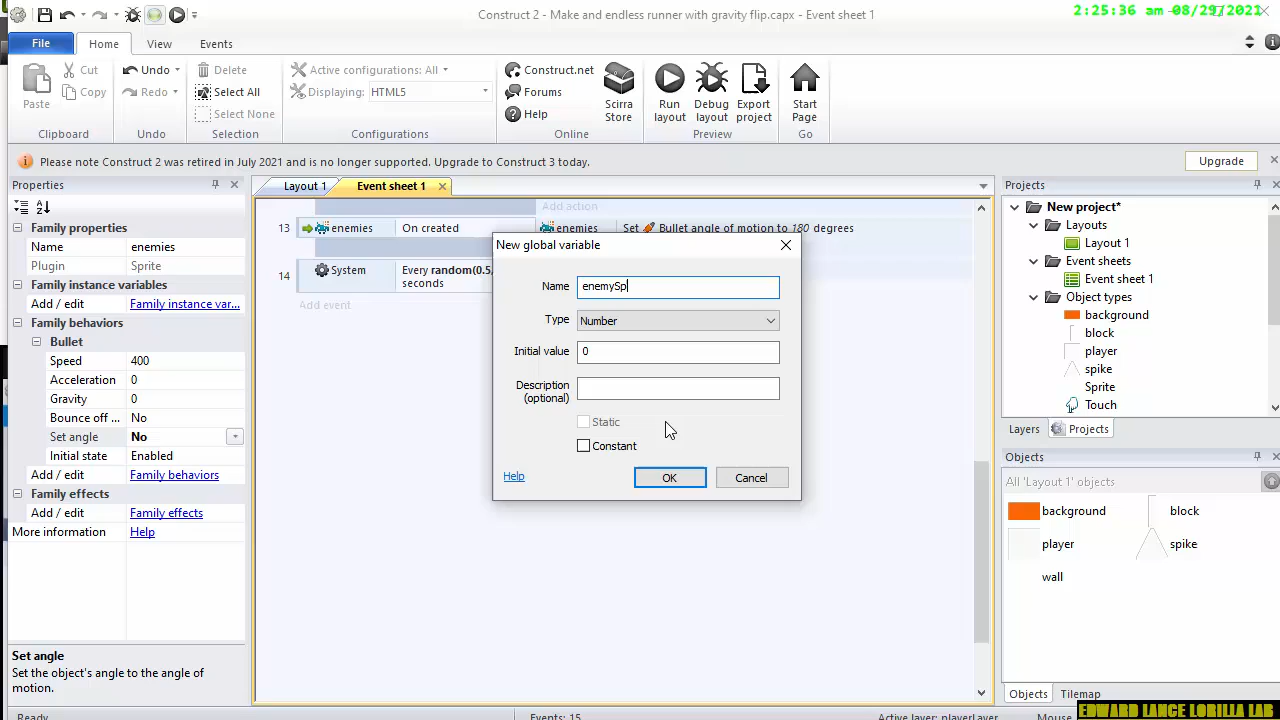 Construct 2 - Make and endless runner with gravity flip.capx - Event sheet 1
2:25:36 am 08/29/2021
File
Home
View
Events
Paste
Cut
Copy
Clipboard
Undo
Redo
Undo
Delete
Select All
Select None
Selection
Active configurations: All
Displaying:
HTML5
Configurations
Construct.net
Forums
Help
Scirra
Store
Online
Run
layout
Debug
layout
Export
project
Preview
Start
Page
Go
Please note Construct 2 was retired in July 2021 and is no longer supported. Upgrade to Construct 3 today.
Upgrade
Properties
Family properties
Name enemies
Plugin Sprite
Family instance variables
Add / edit Family instance var...
Family behaviors
Bullet
Speed 400
Acceleration 0
Gravity 0
Bounce off ... No
Set angle No
Initial state Enabled
Add / edit Family behaviors
Family effects
Add / edit Family effects
More information Help
Set angle
Set the object's angle to the angle of
motion.
Layout 1
Event sheet 1
Add action
13 enemies On created enemies Set Bullet angle of motion to 180 degrees
14 System Every random(0.5,
seconds
Add event
New global variable
Name enemySp
Type Number
Initial value 0
Description
(optional)
Static
Constant
Help
OK
Cancel
Projects
New project*
Layouts
Layout 1
Event sheets
Event sheet 1
Object types
background
block
player
spike
Sprite
Touch
Layers
Projects
Objects
All 'Layout 1' objects
background
block
player
spike
wall
Objects
Tilemap
Ready
Events: 15
Active layer: playerLayer
Mouse
EDWARD LANCE LORILLA LAB